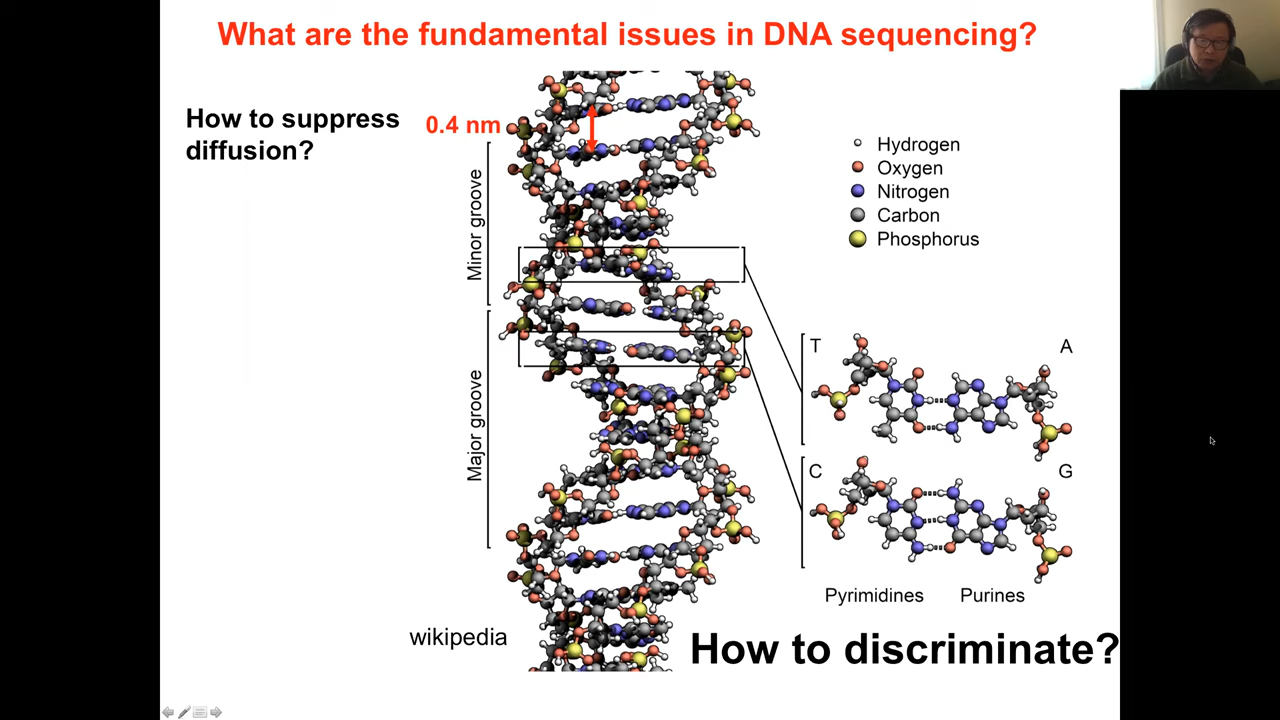 What are the fundamental issues in DNA sequencing?
How to suppress
diffusion?
0.4 nm
Minor groove
Major groove
Hydrogen
Oxygen
Nitrogen
Carbon
Phosphorus
T
A
C
G
Pyrimidines
Purines
wikipedia
How to discriminate?